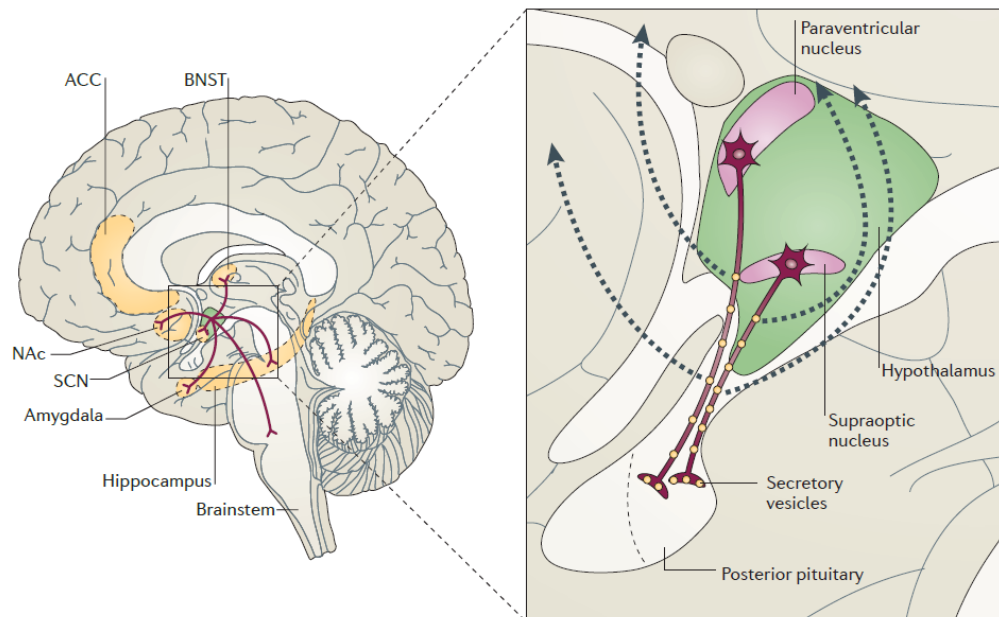 ACC
BNST
NAc
SCN
Amygdala
Hippocampus
Brainstem
Paraventricular
nucleus
Hypothalamus
Supraoptic
nucleus
Secretory
vesicles
Posterior pituitary